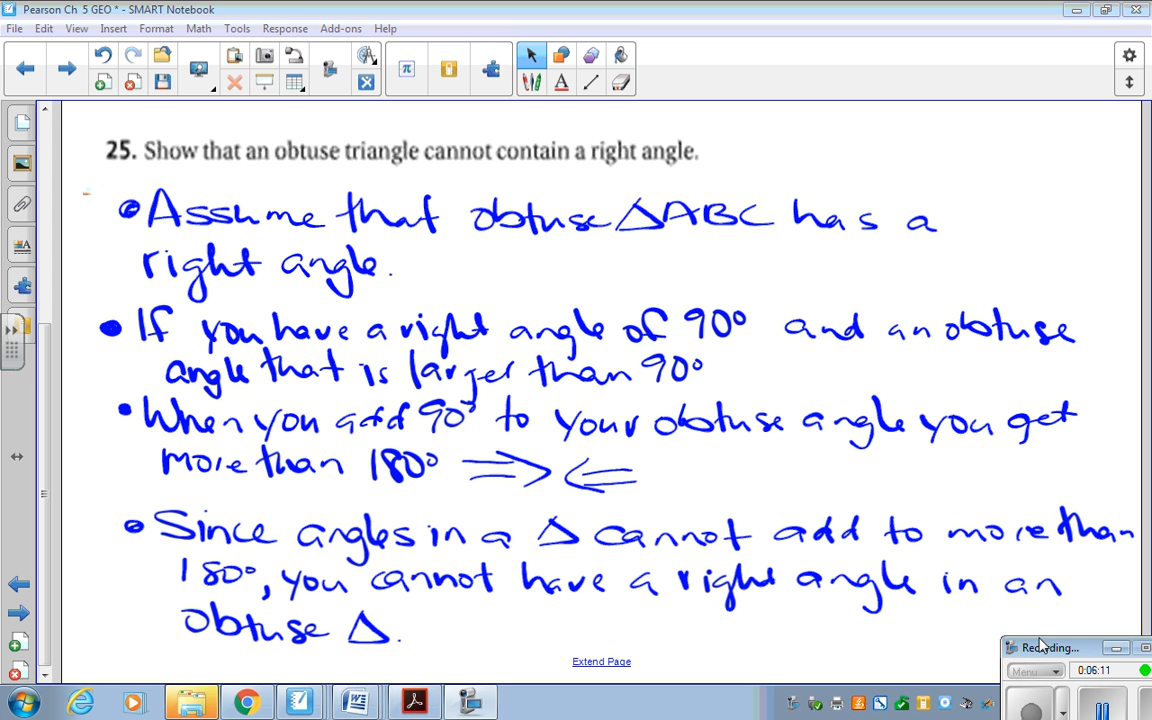 Pearson Ch 5 GEO * - SMART Notebook
File Edit View Insert Format Math Tools Response Add-ons Help
25. Show that an obtuse triangle cannot contain a right angle.
• Assume that obtuse △ABC has a
right angle.
• If you have a right angle of 90° and an obtuse
angle that is larger than 90°
• When you add 90° to your obtuse angle you get
more than 180° ⇒⇐
• Since angles in a △ cannot add to more than
180°, you cannot have a right angle in an
obtuse △.
Extend Page
Recording...
Menu 0:06:11